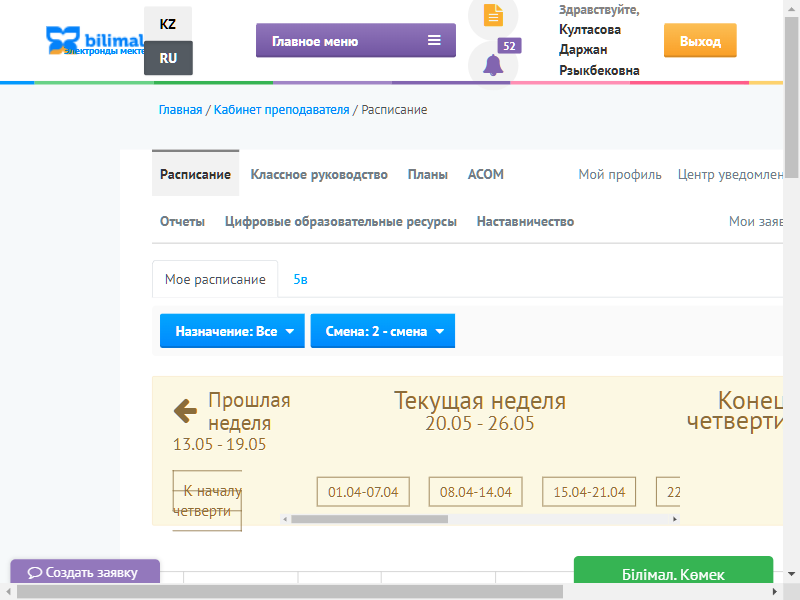 KZ
RU
bilimal
Электронды мекте
Главное меню
52
Здравствуйте,
Култасова
Даржан
Рзыкбековна
Выход
Главная / Кабинет преподавателя / Расписание
Расписание Классное руководство Планы АСОМ Мой профиль Центр уведомлен
Отчеты Цифровые образовательные ресурсы Наставничество Мои зая
Мое расписание 5в
Назначение: Все Смена: 2 - смена
Прошлая
неделя
13.05 - 19.05
Текущая неделя
20.05 - 26.05
Конец
четверти
К началу
четверти
01.04-07.04 08.04-14.04 15.04-21.04 22
Создать заявку
Білімал. Көмек